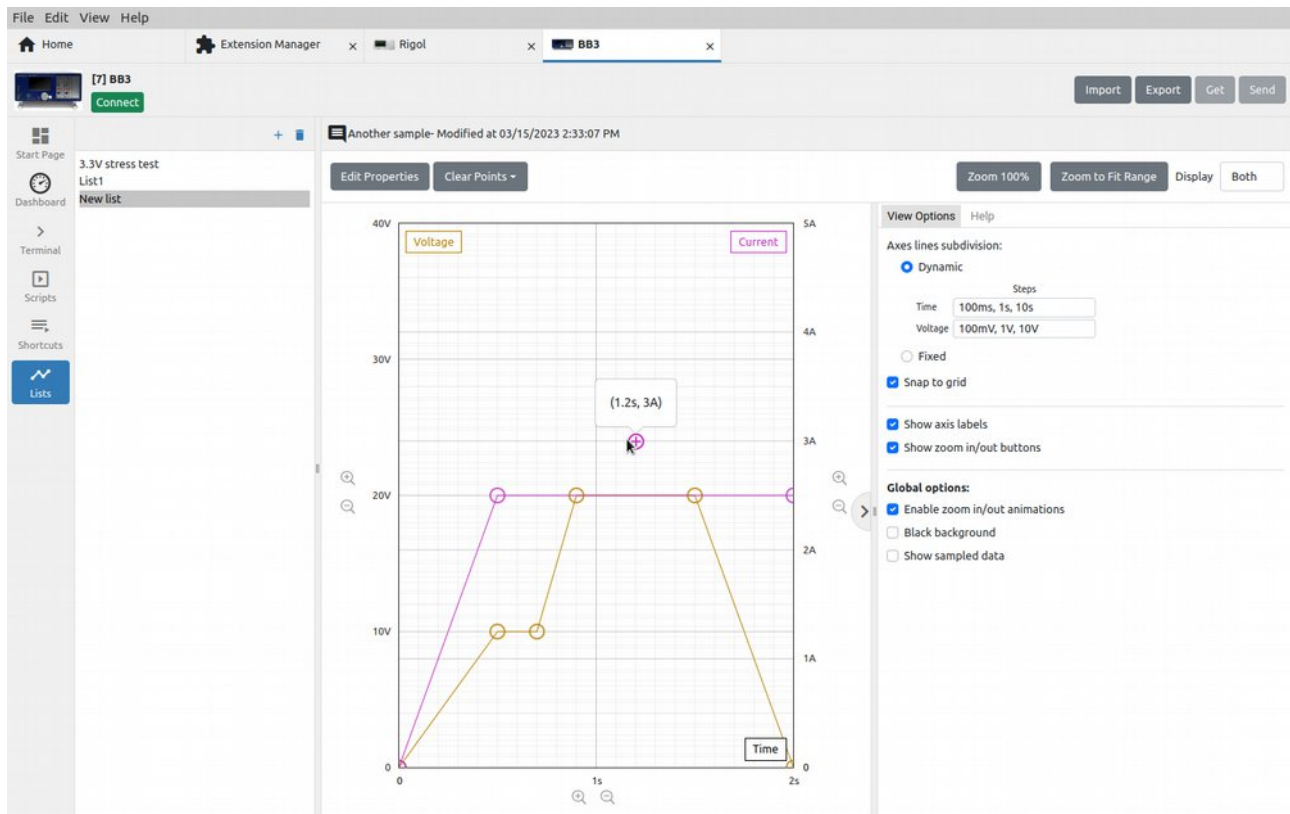 File Edit View Help
Home Extension Manager x Rigol x BB3 x
[7] BB3
Connect
Import Export Get Send
Start Page
Dashboard
Terminal
Scripts
Shortcuts
Lists
3.3V stress test
List1
New list
Another sample- Modified at 03/15/2023 2:33:07 PM
Edit Properties Clear Points Zoom 100% Zoom to Fit Range Display Both
40V
30V
20V
10V
0
Voltage
Current
(1.2s, 3A)
Time
5A
4A
3A
2A
1A
0
0 1s 2s
View Options Help
Axes lines subdivision:
Dynamic
Steps
Time 100ms, 1s, 10s
Voltage 100mV, 1V, 10V
Fixed
Snap to grid
Show axis labels
Show zoom in/out buttons
Global options:
Enable zoom in/out animations
Black background
Show sampled data